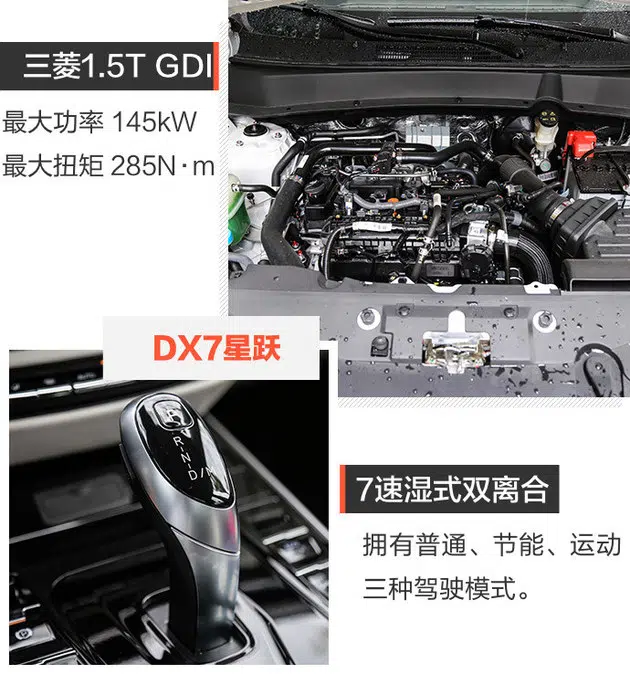 三菱1.5T GDI
最大功率 145kW
最大扭矩 285N·m
DX7星跃
P
R
N
D/M
7速湿式双离合
拥有普通、节能、运动
三种驾驶模式。